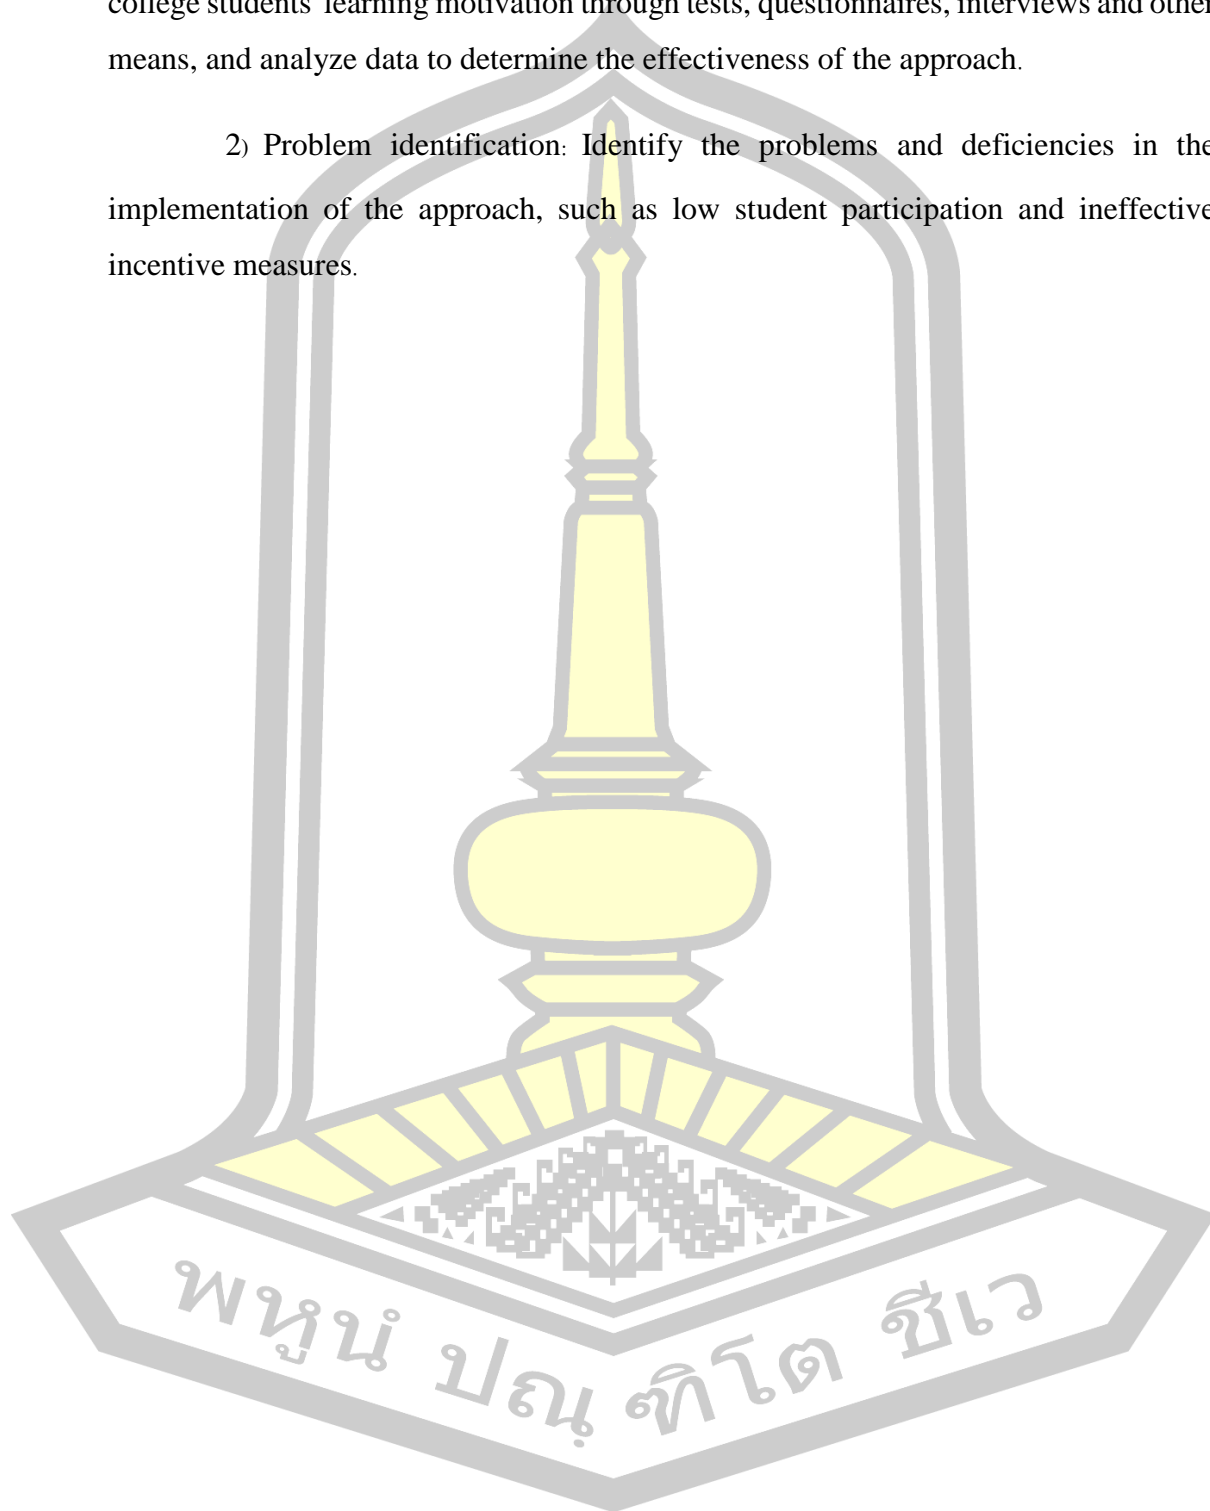 college students' learning motivation through tests, questionnaires, interviews and other
means, and analyze data to determine the effectiveness of the approach.
2) Problem identification: Identify the problems and deficiencies in the
implementation of the approach, such as low student participation and ineffective
incentive measures.
พหูนํ ปณฺฑิโต ชีเว